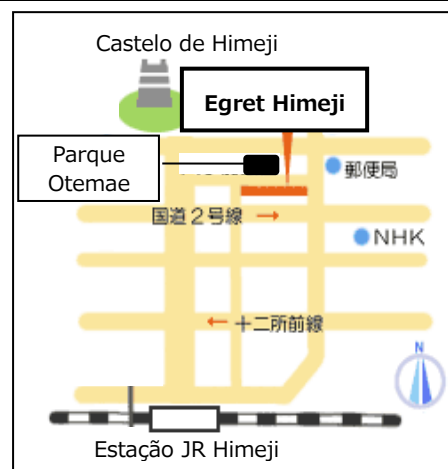 Castelo de Himeji
Egret Himeji
Parque
Otemae
郵便局
国道2号線 →
NHK
← 十二所前線
N
Estação JR Himeji